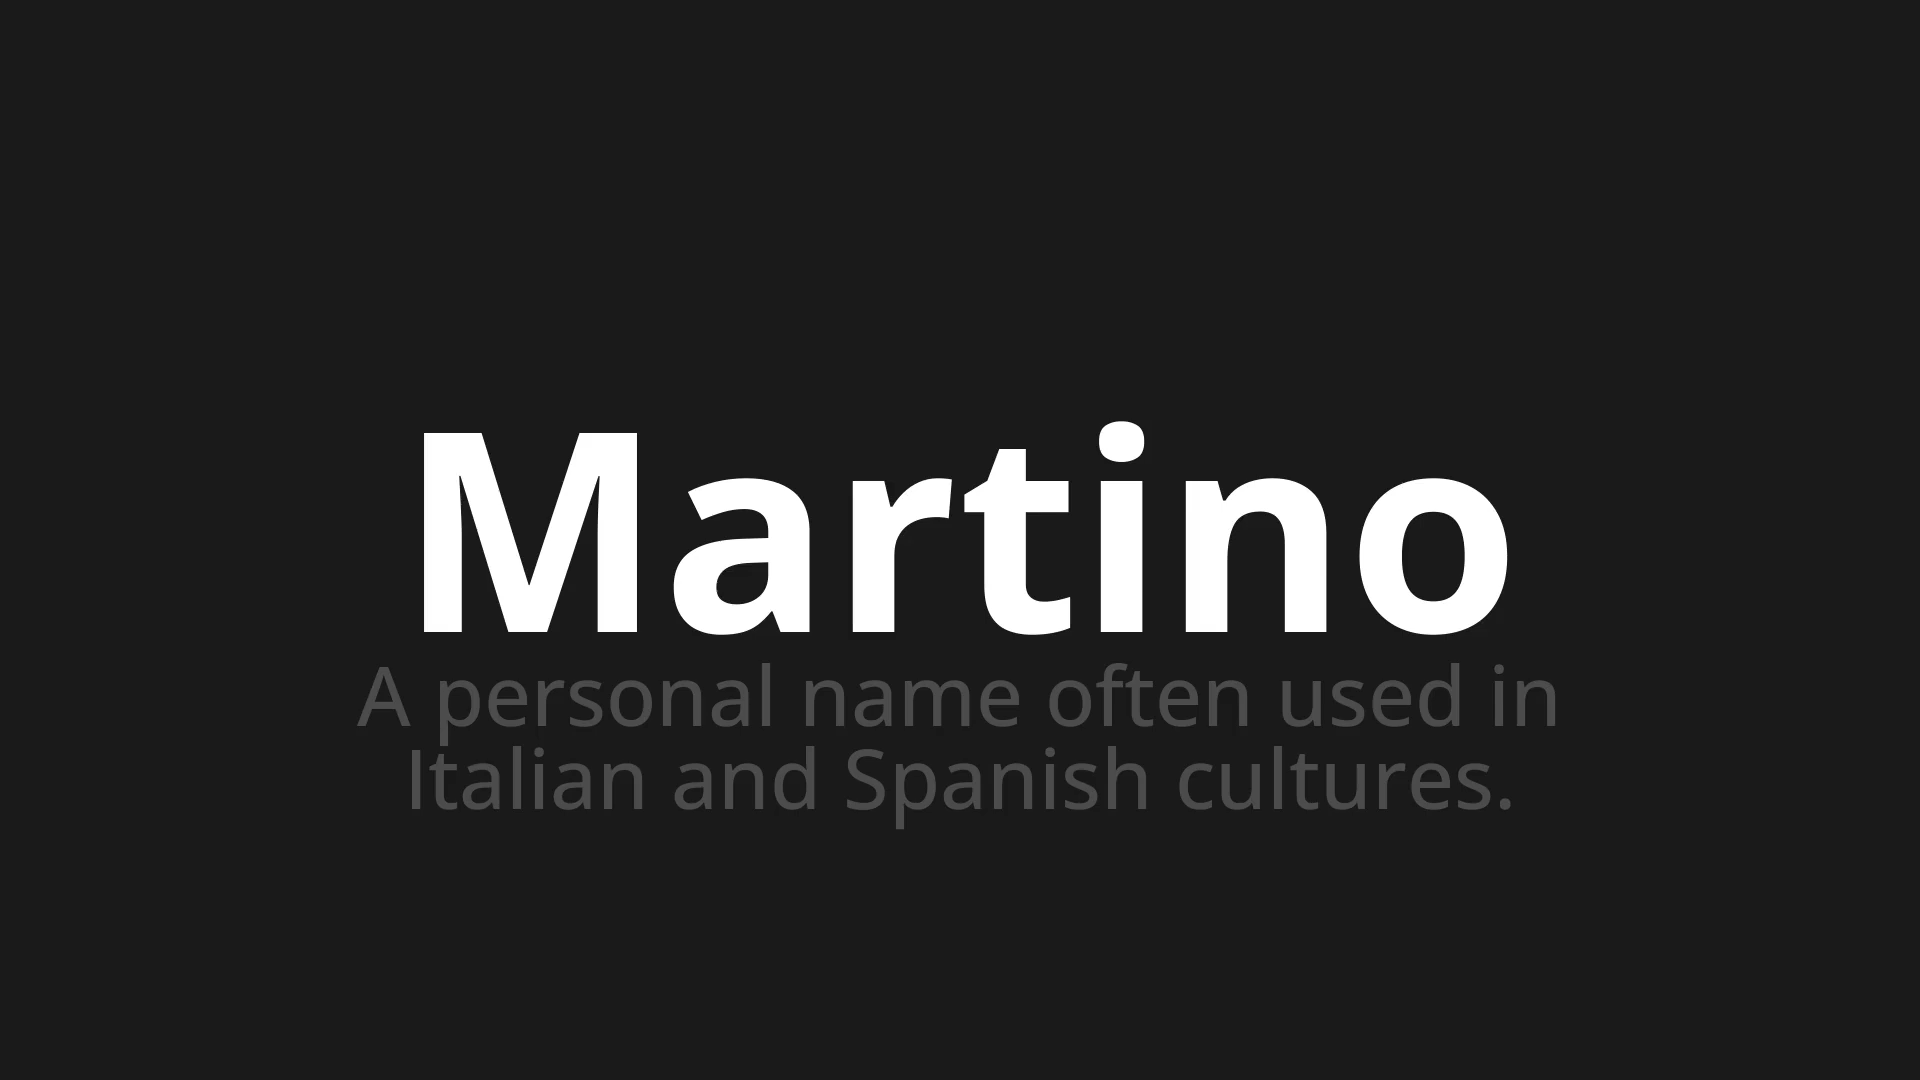 Martino
A personal name often used in
Italian and Spanish cultures.